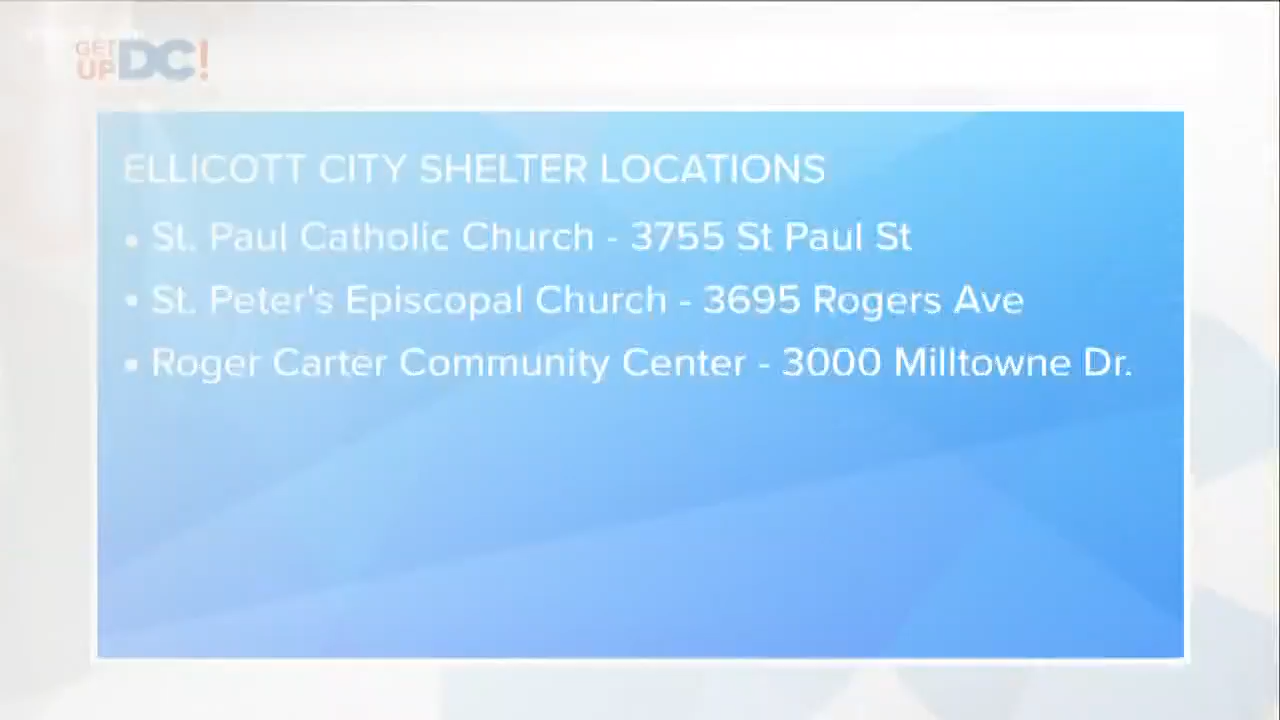 GET
UP DC!
ELLICOTT CITY SHELTER LOCATIONS
▪ St. Paul Catholic Church - 3755 St Paul St
▪ St. Peter's Episcopal Church - 3695 Rogers Ave
▪ Roger Carter Community Center - 3000 Milltowne Dr.